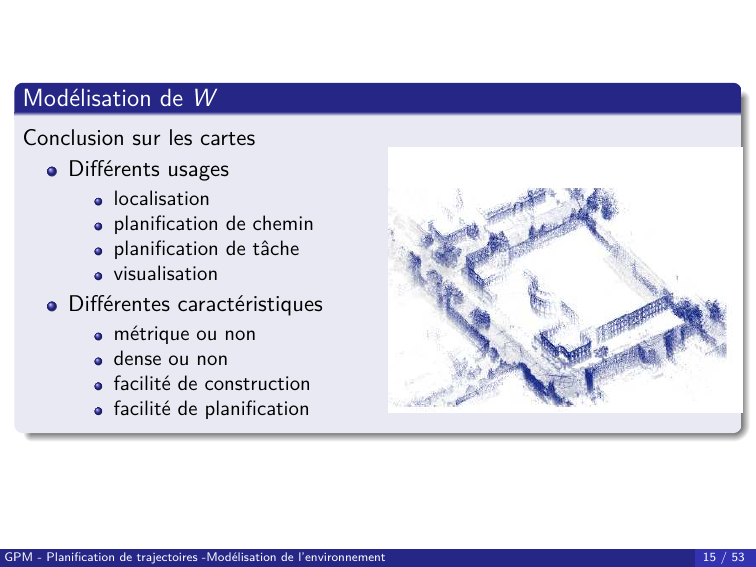 Modélisation de W
Conclusion sur les cartes
Différents usages
localisation
planification de chemin
planification de tâche
visualisation
Différentes caractéristiques
métrique ou non
dense ou non
facilité de construction
facilité de planification
GPM - Planification de trajectoires -Modélisation de l'environnement
15 / 53